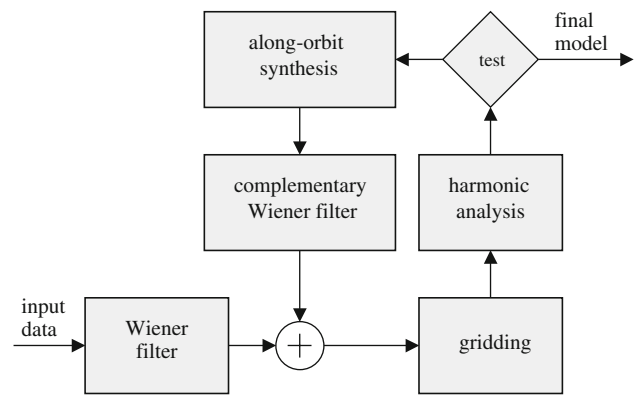 along-orbit
synthesis
test
final
model
complementary
Wiener filter
harmonic
analysis
input
data
Wiener
filter
+
gridding